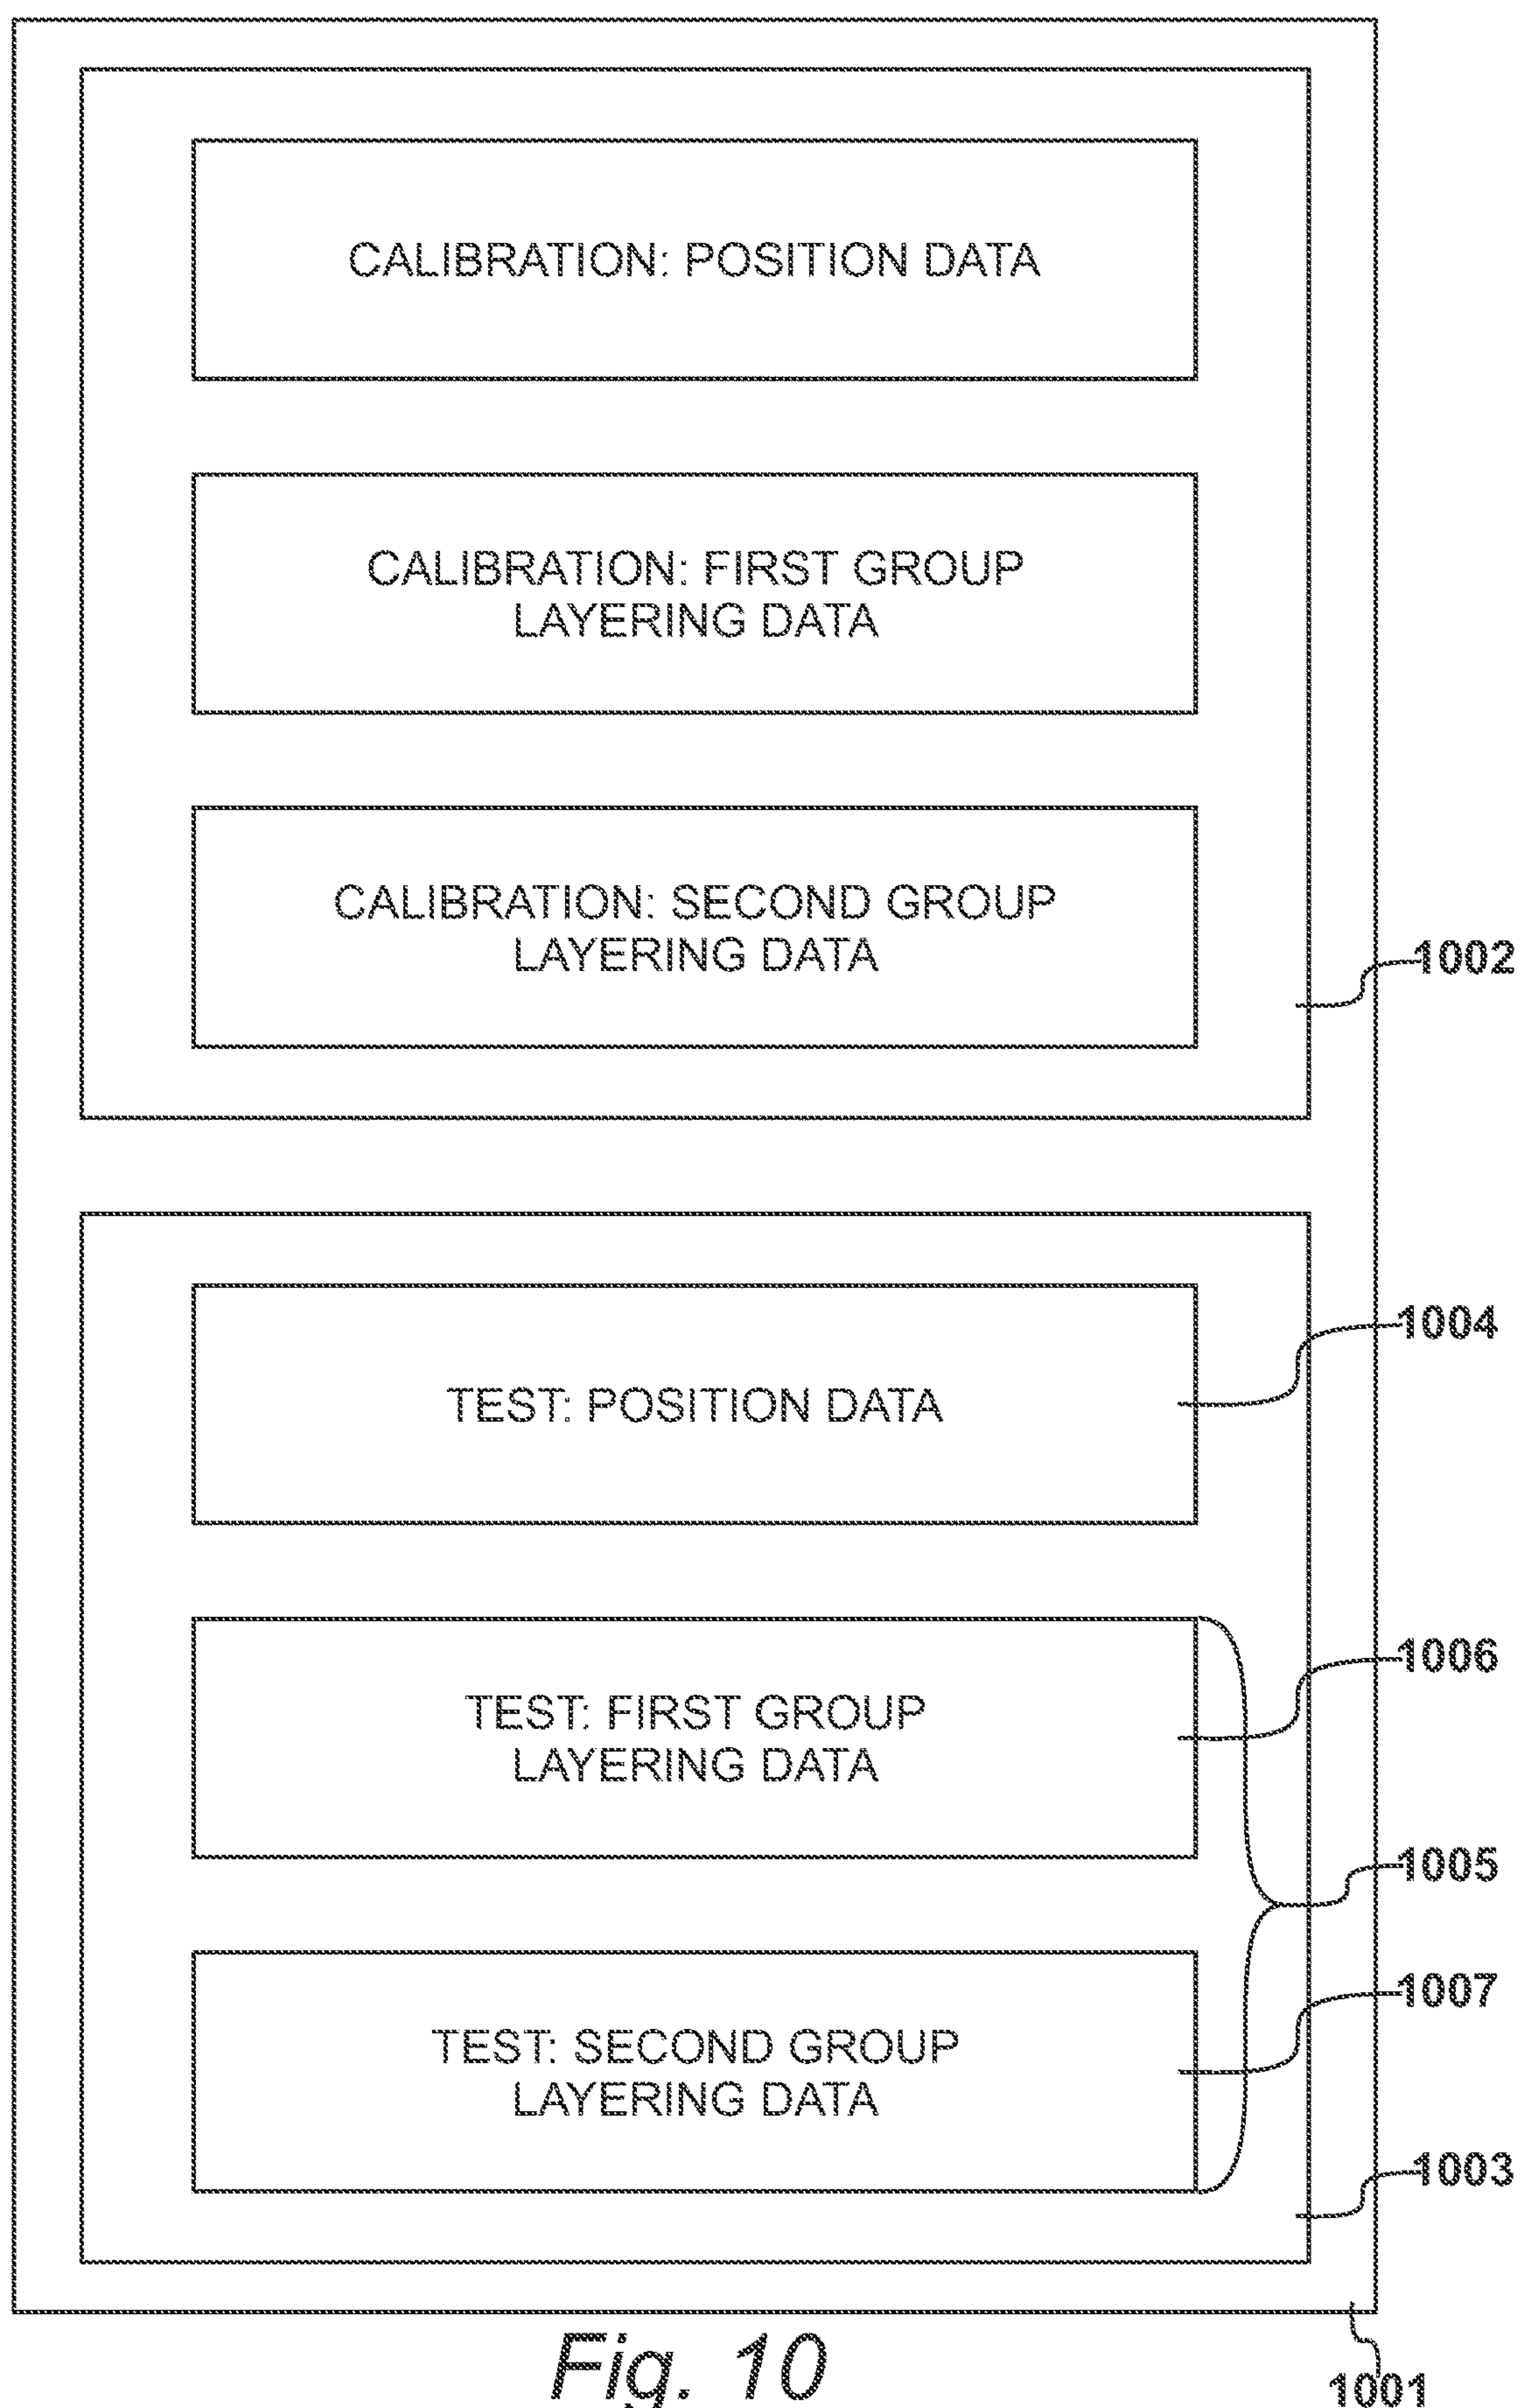 CALIBRATION: POSITION DATA
CALIBRATION: FIRST GROUP
LAYERING DATA
CALIBRATION: SECOND GROUP
LAYERING DATA
1002
1004
TEST: POSITION DATA
1006
TEST: FIRST GROUP
LAYERING DATA
1005
1007
TEST: SECOND GROUP
LAYERING DATA
1003
Fig. 10
1001